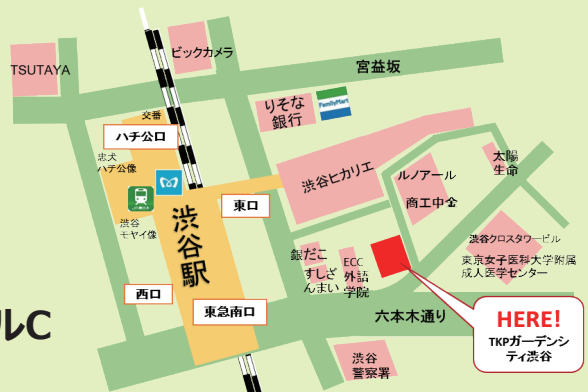 TSUTAYA
ビックカメラ
宮益坂
交番
ハチ公口
りそな
銀行
FamilyMart
忠犬
ハチ公像
渋谷ヒカリエ
ルノアール
商工中金
太陽
生命
東口
渋谷
モヤイ像
渋谷駅
渋谷クロスタワービル
東京女子医科大学附属
成人医学センター
銀だこ
すしざ
んまい
ECC
外語
学院
西口
東急南口
六本木通り
HERE!
TKPガーデンシ
ティ渋谷
ルC
渋谷
警察署